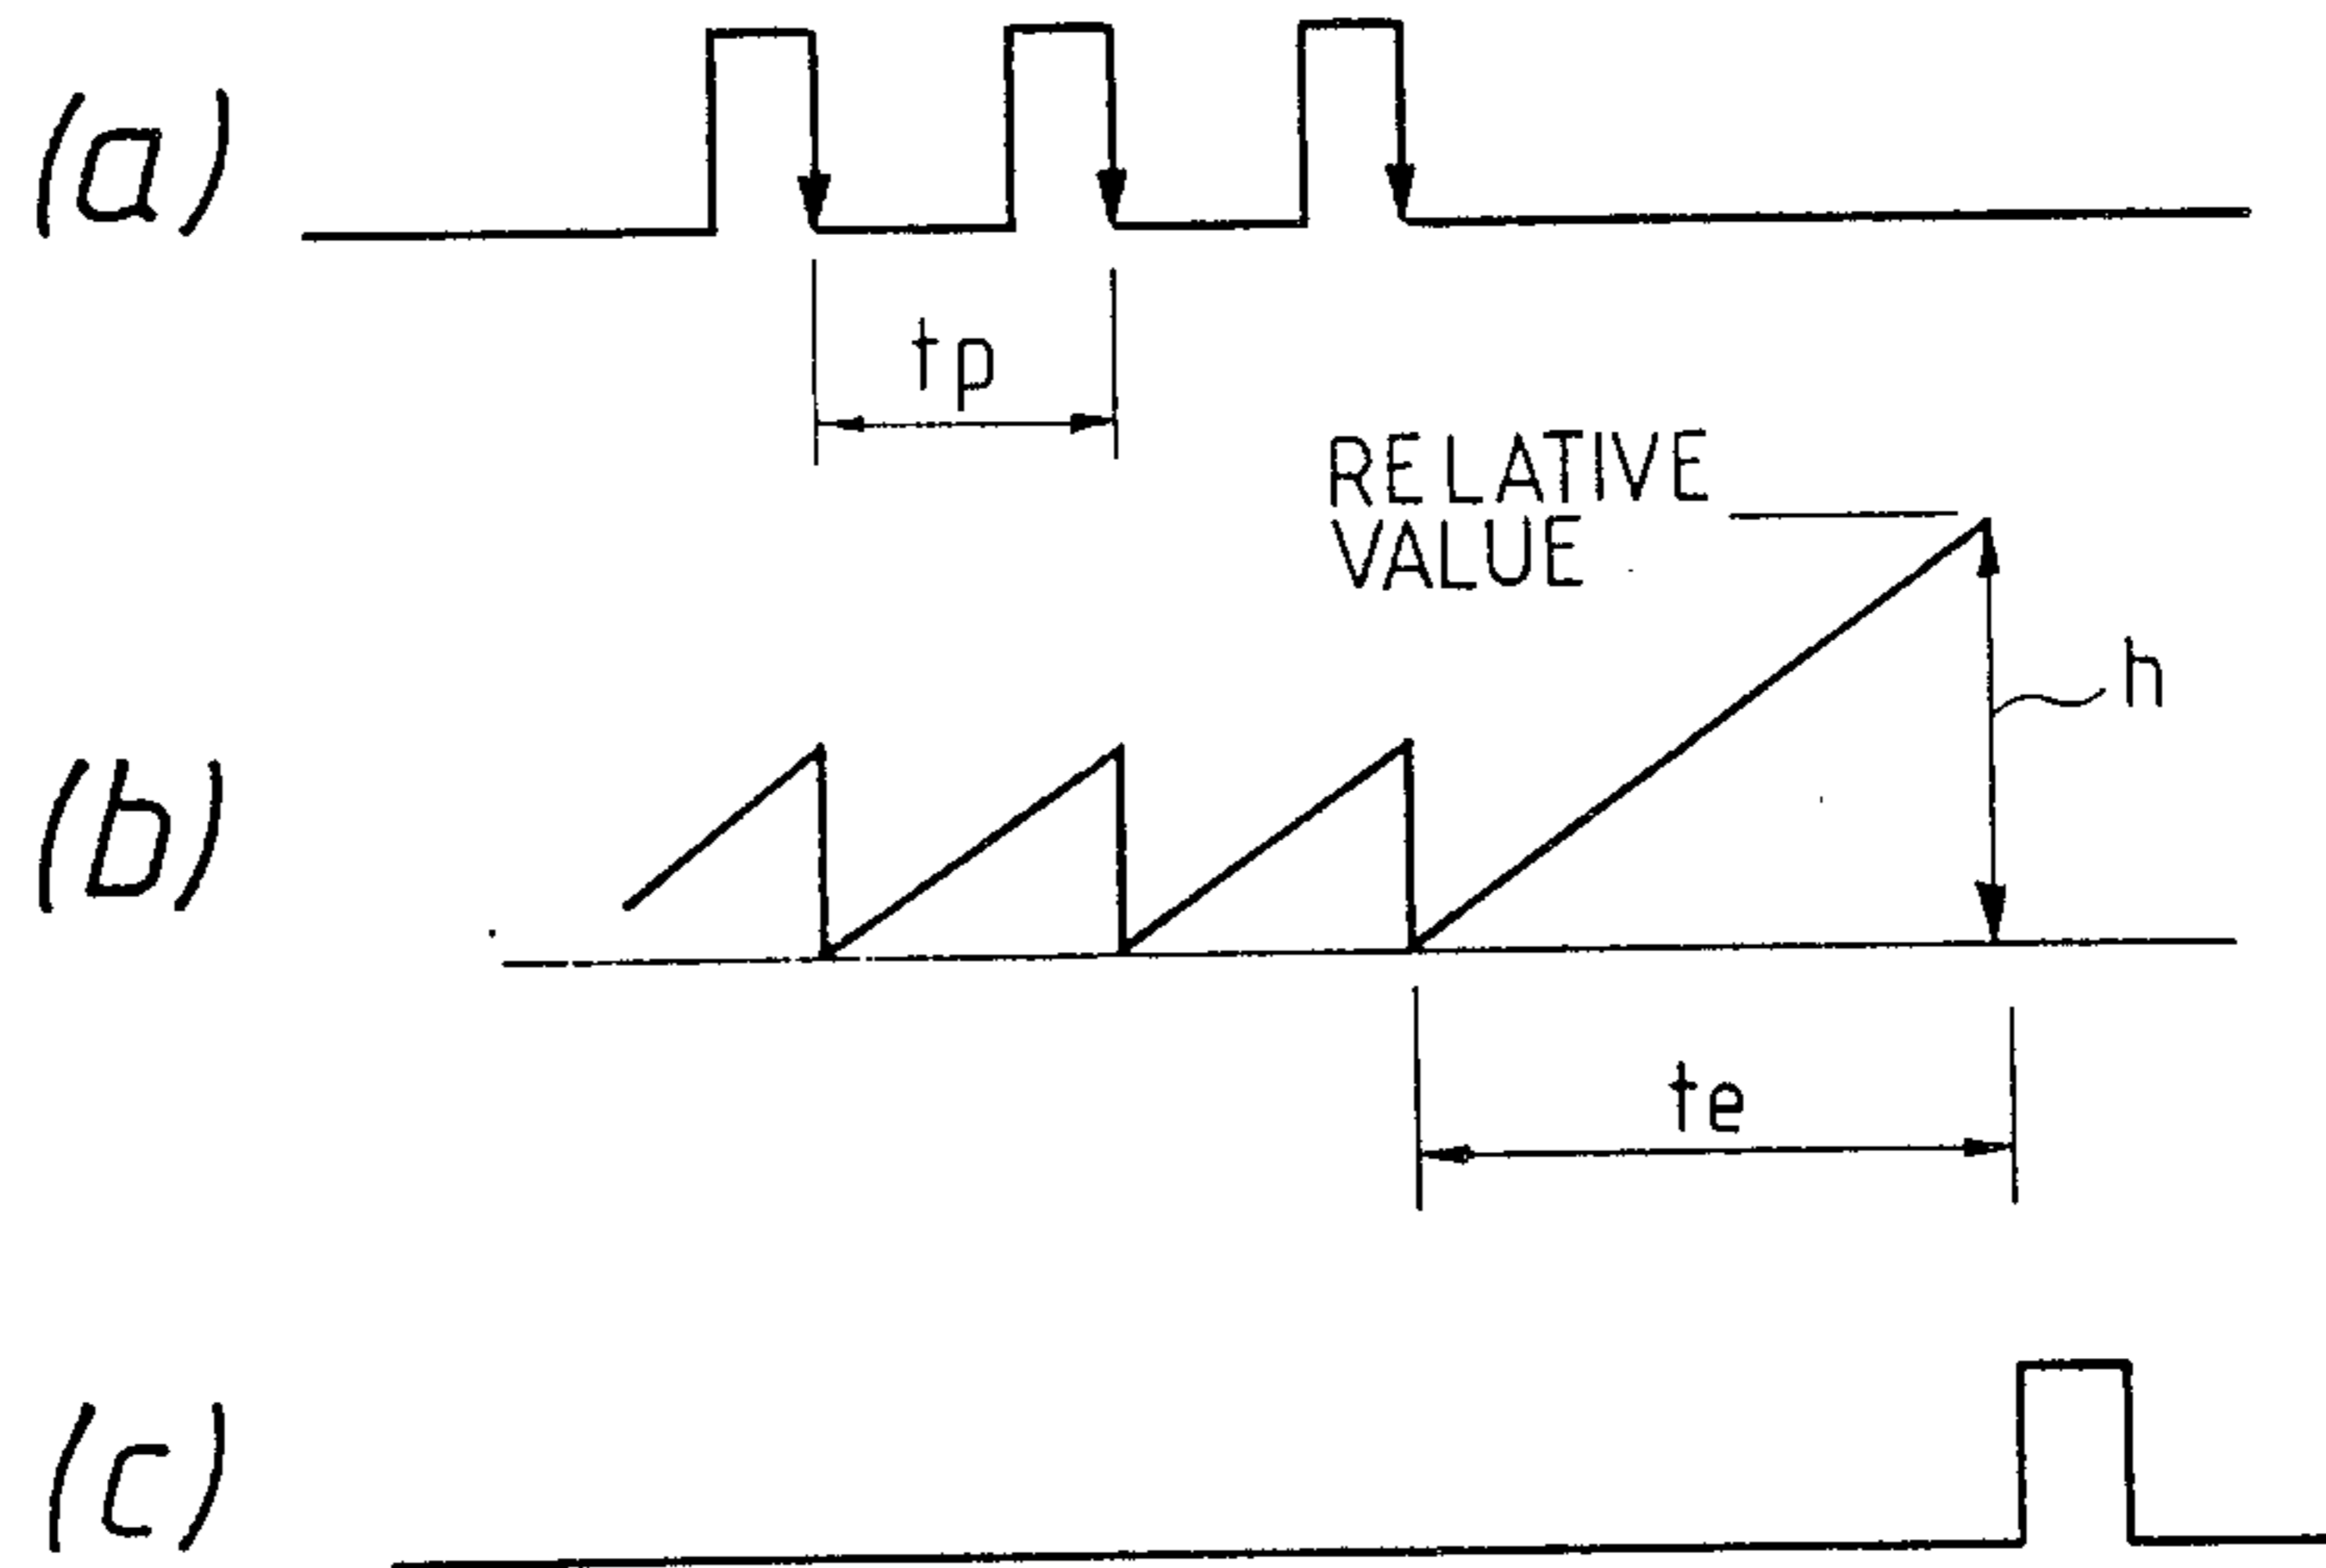 (a)
tp
RELATIVE
VALUE
h
(b)
te
(c)